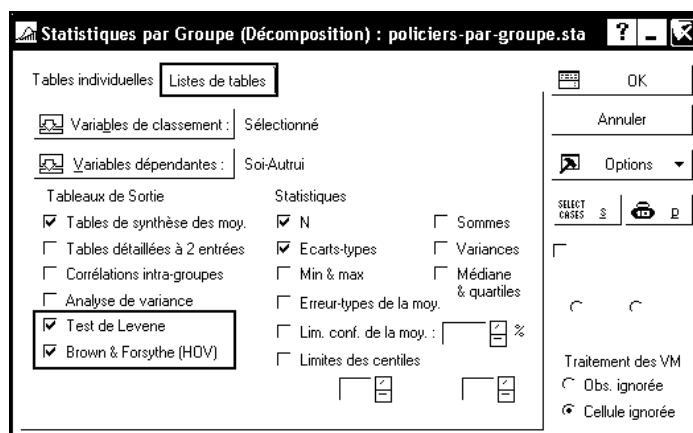 Statistiques par Groupe (Décomposition) : policiers-par-groupe.sta
Tables individuelles Listes de tables
Variables de classement : Sélectionné
Variables dépendantes : Soi-Autrui
Tableaux de Sortie
Tables de synthèse des moy.
Tables détaillées à 2 entrées
Corrélations intra-groupes
Analyse de variance
Test de Levene
Brown & Forsythe (HOV)
Statistiques
N
Ecarts-types
Min & max
Erreur-types de la moy.
Lim. conf. de la moy. : %
Limites des centiles
Sommes
Variances
Médiane
& quartiles
OK
Annuler
Options
SELECT
CASES S D
Traitement des VM
Obs. ignorée
Cellule ignorée